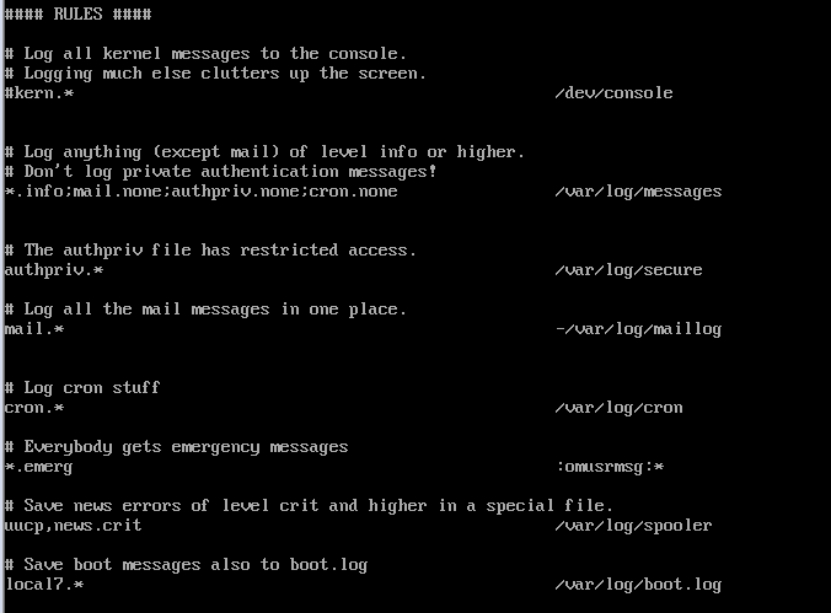 #### RULES ####
# Log all kernel messages to the console.
# Logging much else clutters up the screen.
#kern.* /dev/console
# Log anything (except mail) of level info or higher.
# Don't log private authentication messages!
*.info;mail.none;authpriv.none;cron.none /var/log/messages
# The authpriv file has restricted access.
authpriv.* /var/log/secure
# Log all the mail messages in one place.
mail.* -/var/log/maillog
# Log cron stuff
cron.* /var/log/cron
# Everybody gets emergency messages
*.emerg :omusrmsg:*
# Save news errors of level crit and higher in a special file.
uucp,news.crit /var/log/spooler
# Save boot messages also to boot.log
local7.* /var/log/boot.log